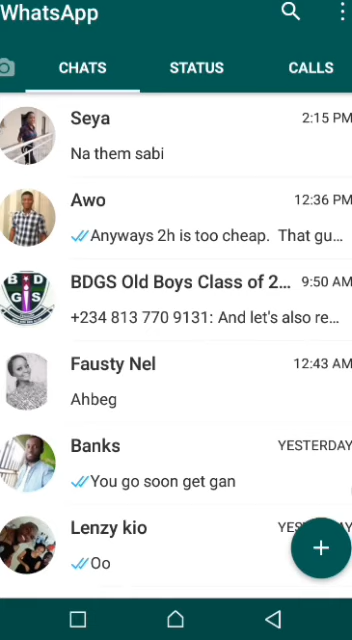 WhatsApp
CHATS STATUS CALLS
Seya 2:15 PM
Na them sabi
Awo 12:36 PM
Anyways 2h is too cheap. That gu...
BDGS Old Boys Class of 2... 9:50 AM
+234 813 770 9131: And let's also re...
Fausty Nel 12:43 AM
Ahbeg
Banks YESTERDAY
You go soon get gan
Lenzy kio
Oo
B D
G S